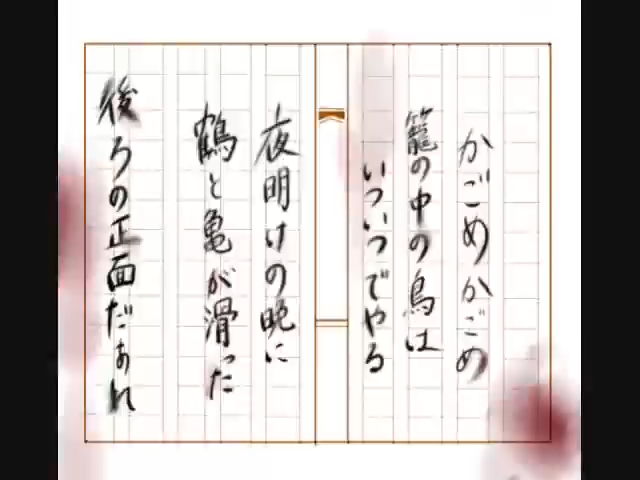 かごめかごめ
籠の中の鳥は
いついつでやる
夜明けの晩に
鶴と亀が滑った
後ろの正面だあれ